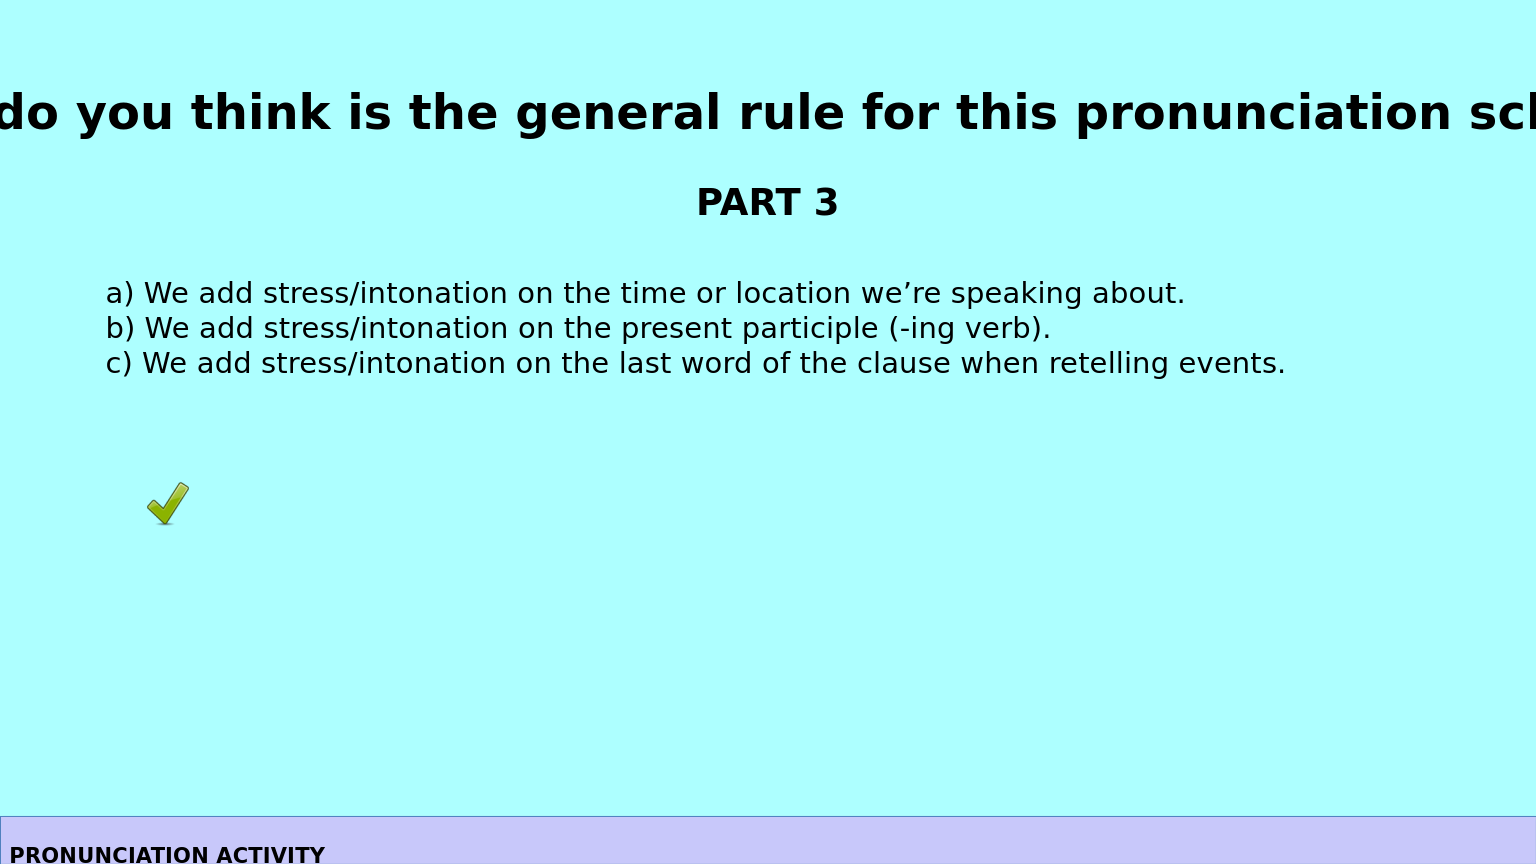 do you think is the general rule for this pronunciation
PART 3
a) We add stress/intonation on the time or location we’re speaking about.
b) We add stress/intonation on the present participle (-ing verb).
c) We add stress/intonation on the last word of the clause when retelling events.
PRONUNCIATION ACTIVITY